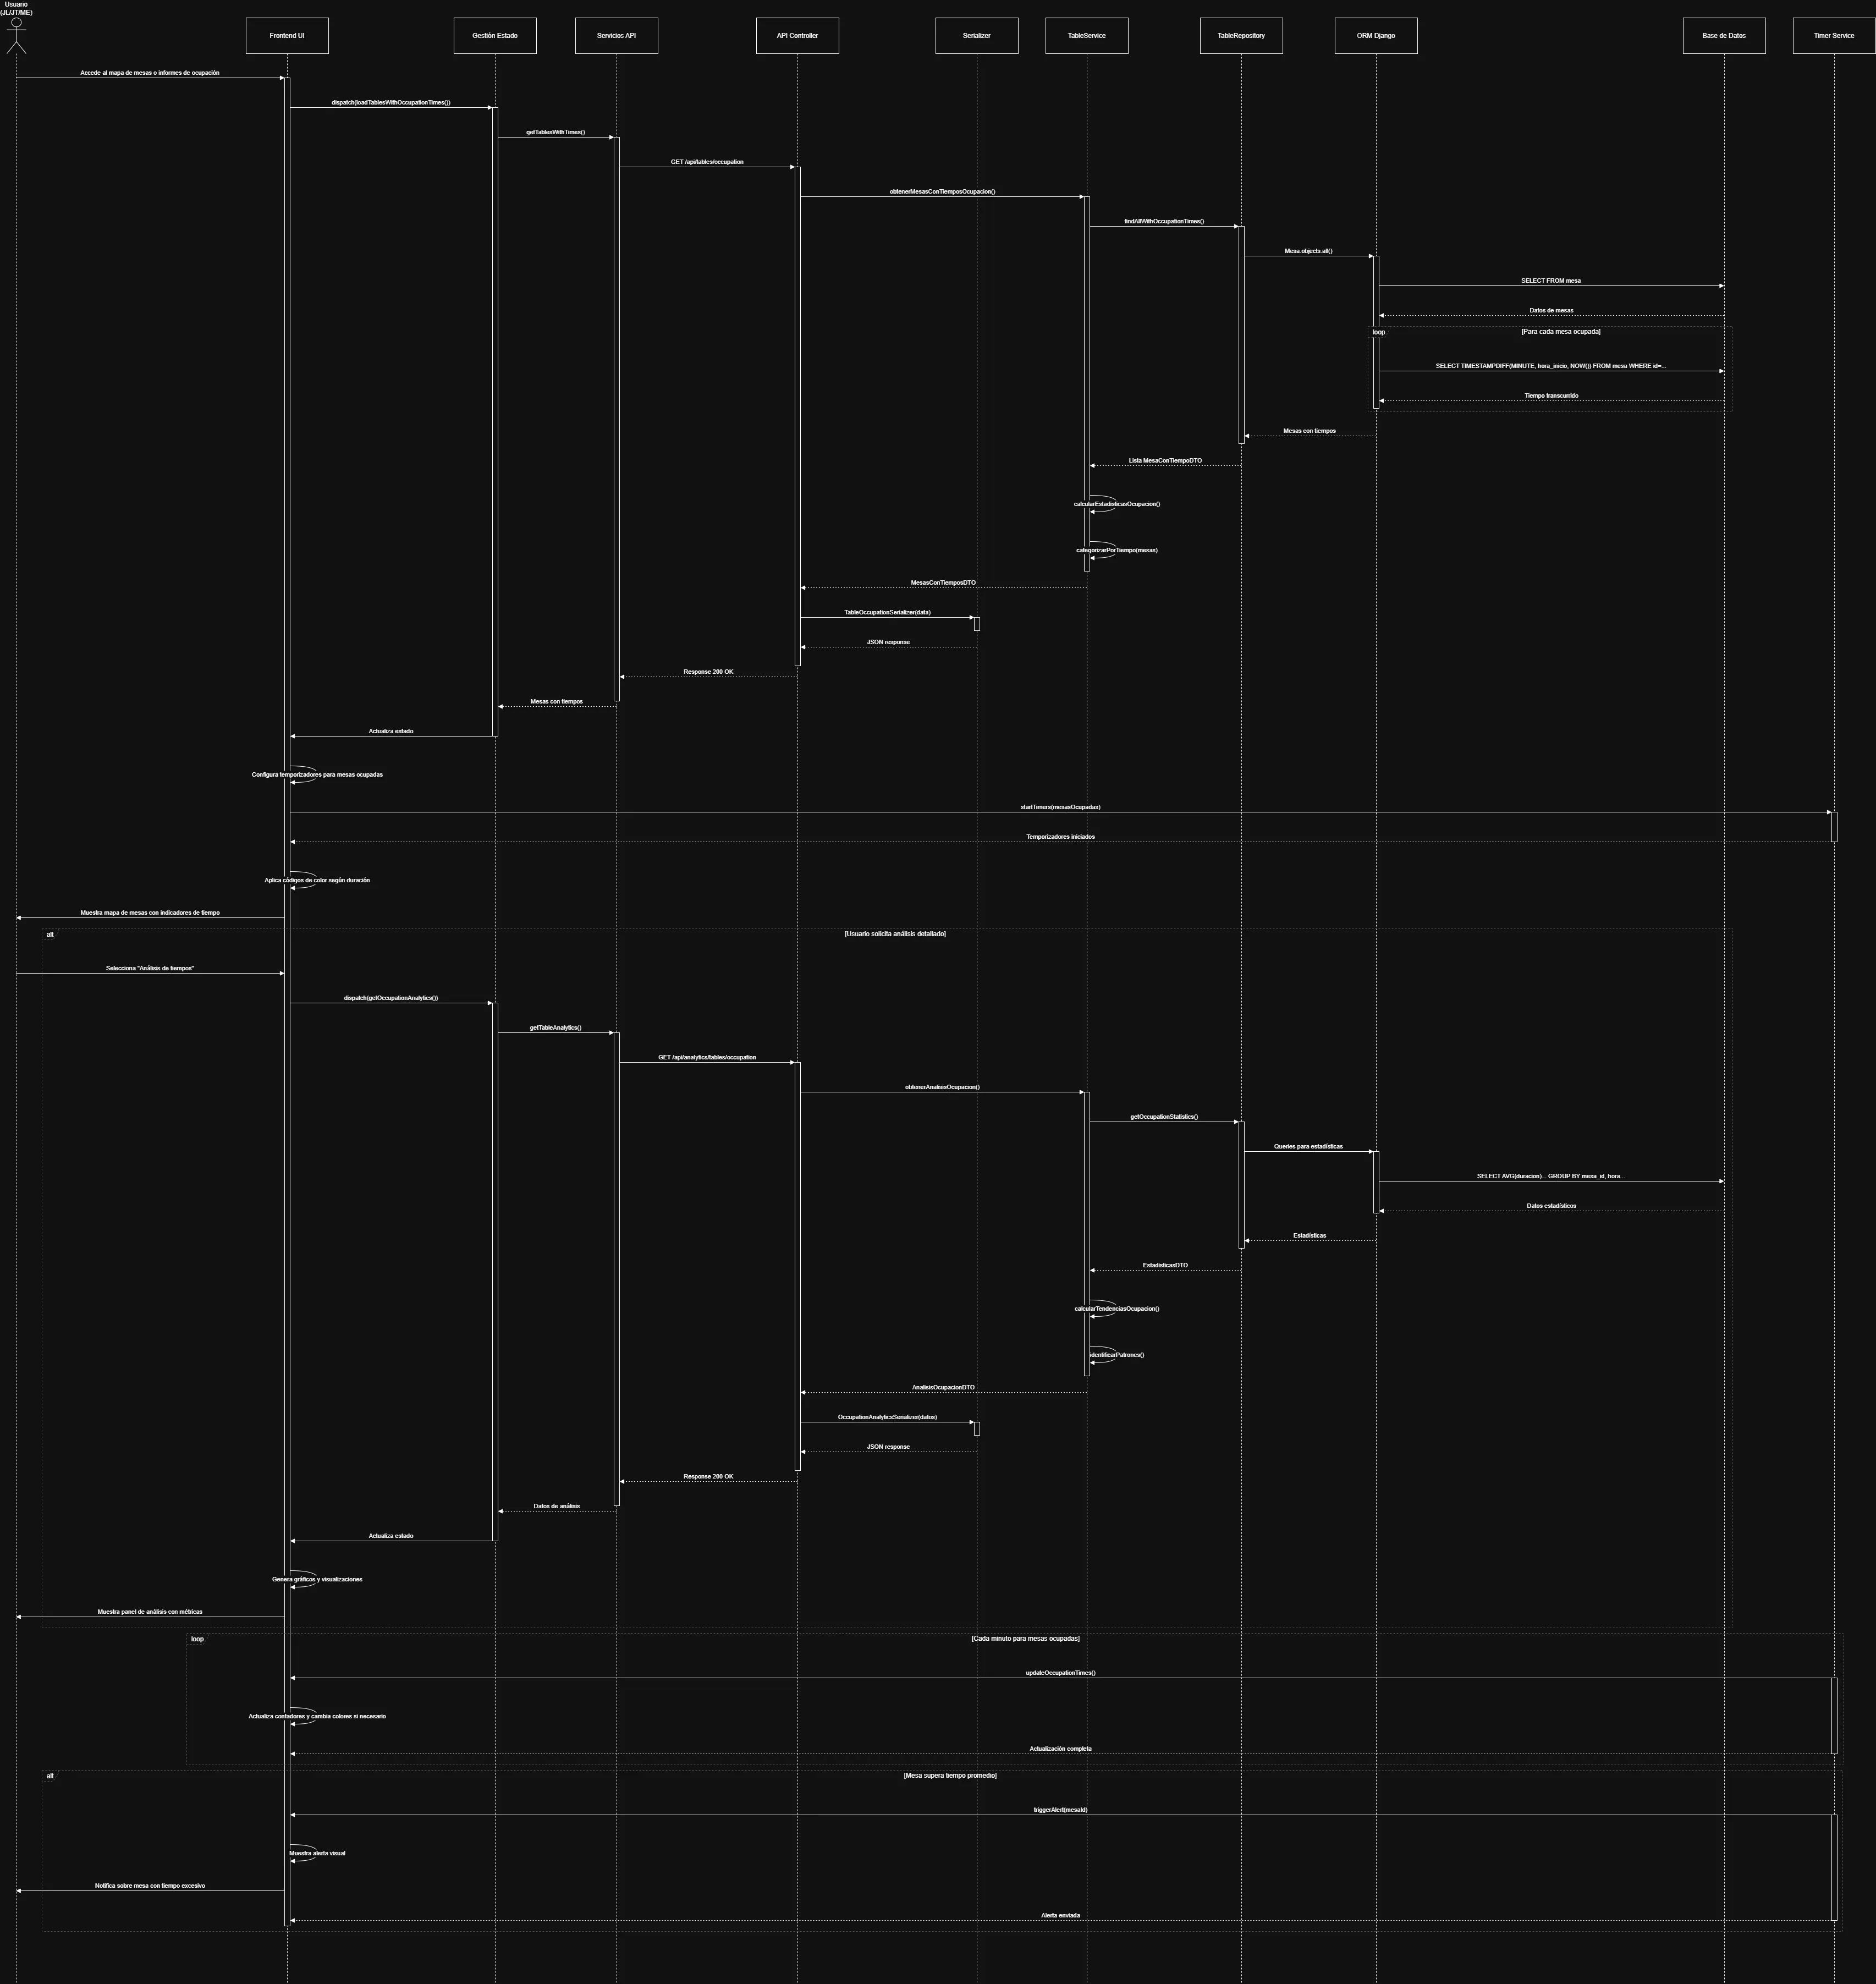 Usuario
(JL/JT/ME)
Frontend UI
Gestión Estado
Servicios API
API Controller
Serializer
TableService
TableRepository
ORM Django
Base de Datos
Timer Service
Accede al mapa de mesas o informes de ocupación
dispatch(loadTablesWithOccupationTimes())
getTablesWithTimes()
GET /api/tables/occupation
obtenerMesasConTiemposOcupacion()
findAllWithOccupationTimes()
Mesa.objects.all()
SELECT FROM mesa
Datos de mesas
loop
[Para cada mesa ocupada]
SELECT TIMESTAMPDIFF(MINUTE, hora_inicio, NOW()) FROM mesa WHERE id=...
Tiempo transcurrido
Mesas con tiempos
Lista MesaConTiempoDTO
calcularEstadisticasOcupacion()
categorizarPorTiempo(mesas)
MesasConTiemposDTO
TableOccupationSerializer(data)
JSON response
Response 200 OK
Mesas con tiempos
Actualiza estado
Configura temporizadores para mesas ocupadas
startTimers(mesasOcupadas)
Temporizadores iniciados
Aplica códigos de color según duración
Muestra mapa de mesas con indicadores de tiempo
alt
[Usuario solicita análisis detallado]
Selecciona "Análisis de tiempos"
dispatch(getOccupationAnalytics())
getTableAnalytics()
GET /api/analytics/tables/occupation
obtenerAnalisisOcupacion()
getOccupationStatistics()
Queries para estadísticas
SELECT AVG(duracion)... GROUP BY mesa_id, hora...
Datos estadísticos
Estadísticas
EstadisticasDTO
calcularTendenciasOcupacion()
identificarPatrones()
AnalisisOcupacionDTO
OccupationAnalyticsSerializer(datos)
JSON response
Response 200 OK
Datos de análisis
Actualiza estado
Genera gráficos y visualizaciones
Muestra panel de análisis con métricas
loop
[Cada minuto para mesas ocupadas]
updateOccupationTimes()
Actualiza contadores y cambia colores si necesario
Actualización completa
alt
[Mesa supera tiempo promedio]
triggerAlert(mesaId)
Muestra alerta visual
Notifica sobre mesa con tiempo excesivo
Alerta enviada